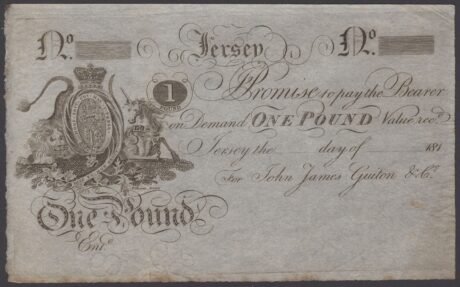 No. Jersey No.
1 Promise to pay the Bearer
on Demand ONE POUND Value recd.
Jersey the day of 181
For John James Guiton & Co.
One Pound
Entd.